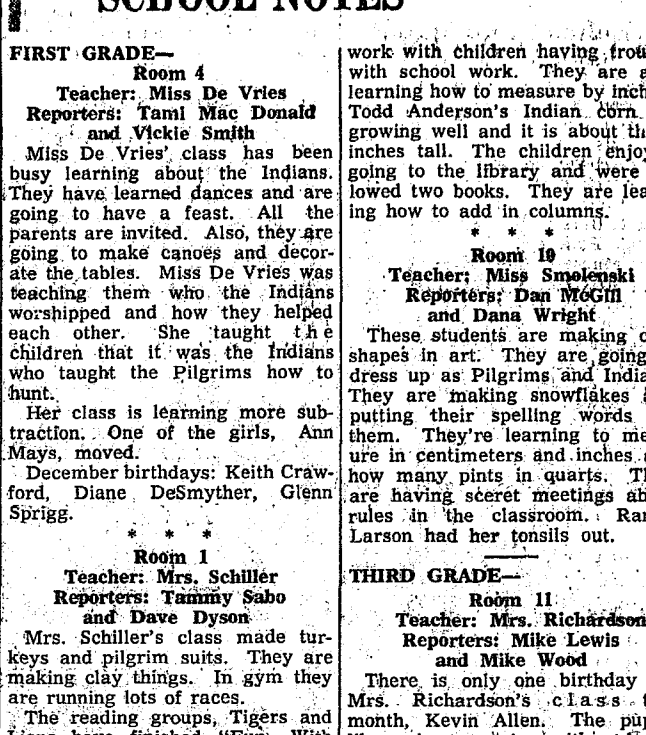 SCHOOL NOTES
FIRST GRADE—
Room 4
Teacher: Miss De Vries
Reporters: Tami Mac Donald
and Vickie Smith
Miss De Vries' class has been
busy learning about the Indians.
They have learned dances and are
going to have a feast. All the
parents are invited. Also, they are
going to make canoes and decor-
ate the tables. Miss De Vries was
teaching them who the Indians
worshipped and how they helped
each other. She taught the
children that it was the Indians
who taught the Pilgrims how to
hunt.
Her class is learning more sub-
traction. One of the girls, Ann
Mays, moved.
December birthdays: Keith Craw-
ford, Diane DeSmyther, Glenn
Sprigg.
* * *
Room 1
Teacher: Mrs. Schiller
Reporters: Tammy Sabo
and Dave Dyson
Mrs. Schiller's class made tur-
keys and pilgrim suits. They are
making clay things. In gym they
are running lots of races.
The reading groups, Tigers and
work with children having
with school work. They are
learning how to measure by
Todd Anderson's Indian corn
growing well and it is about
inches tall. The children
going to the library and were
lowed two books. They are
ing how to add in columns.
* * *
Room 10
Teacher: Miss Smolenski
Reporters: Dan McGill
and Dana Wright
These students are making
shapes in art. They are going
dress up as Pilgrims and
They are making snowflakes
putting their spelling words
them. They're learning to
ure in centimeters and inches
how many pints in quarts.
are having sceret meetings
rules in the classroom.
Larson had her tonsils out.
THIRD GRADE—
Room 11
Teacher: Mrs. Richardson
Reporters: Mike Lewis
and Mike Wood
There is only one birthday
Mrs. Richardson's class
month, Kevin Allen. The